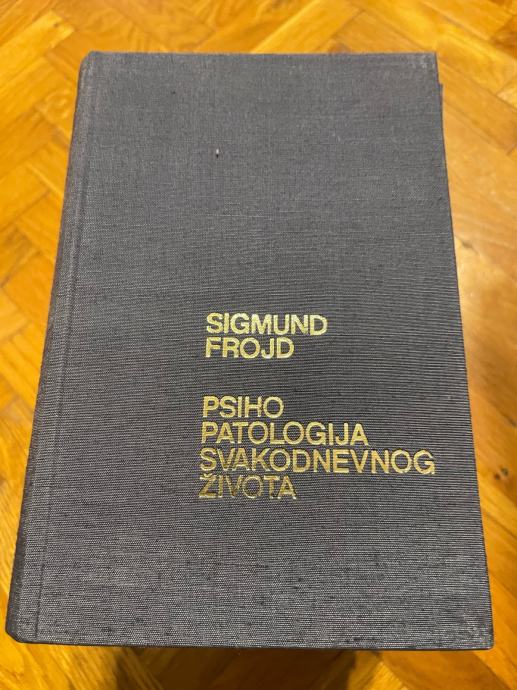 SIGMUND
FROJD
PSIHO
PATOLOGIJA
SVAKODNEVNOG
ŽIVOTA